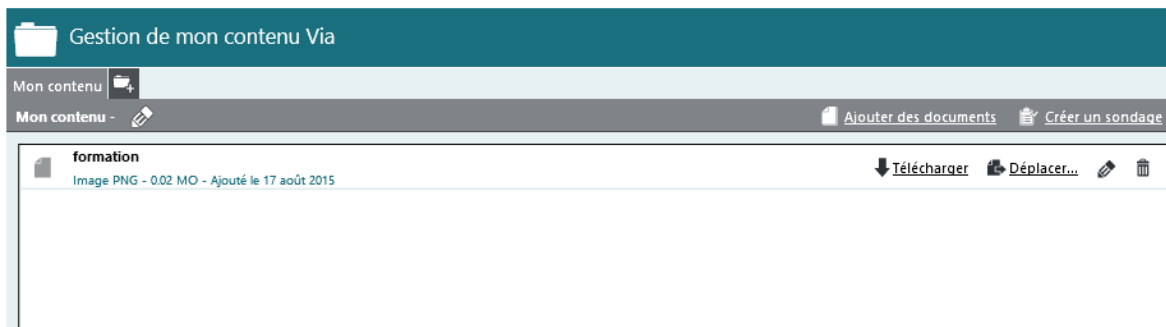 Gestion de mon contenu Via
Mon contenu
Mon contenu - Ajouter des documents Créer un sondage
formation
Télécharger Déplacer...
Image PNG - 0.02 MO - Ajouté le 17 août 2015